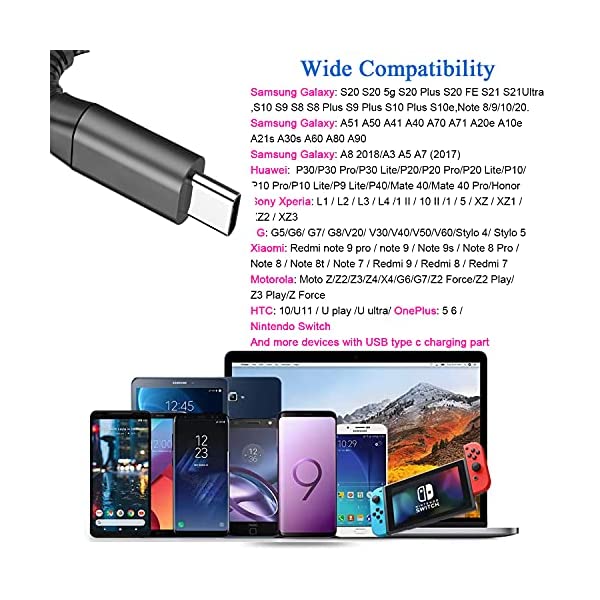 Wide Compatibility
Samsung Galaxy: S20 S20 5g S20 Plus S20 FE S21 S21Ultra
,S10 S9 S8 S8 Plus S9 Plus S10 Plus S10e,Note 8/9/10/20.
Samsung Galaxy: A51 A50 A41 A40 A70 A71 A20e A10e
A21s A30s A60 A80 A90
Samsung Galaxy: A8 2018/A3 A5 A7 (2017)
Huawei: P30/P30 Pro/P30 Lite/P20/P20 Pro/P20 Lite/P10/
P10 Pro/P10 Lite/P9 Lite/P40/Mate 40/Mate 40 Pro/Honor
Sony Xperia: L1 / L2 / L3 / L4 /1 II / 10 II /1 / 5 / XZ / XZ1 /
XZ2 / XZ3
G: G5/G6/ G7/ G8/V20/ V30/V40/V50/V60/Stylo 4/ Stylo 5
Xiaomi: Redmi note 9 pro / note 9 / Note 9s / Note 8 Pro /
Note 8 / Note 8t / Note 7 / Redmi 9 / Redmi 8 / Redmi 7
Motorola: Moto Z/Z2/Z3/Z4/X4/G6/G7/Z2 Force/Z2 Play/
Z3 Play/Z Force
HTC: 10/U11 / U play /U ultra/ OnePlus: 5 6 /
Nintendo Switch
And more devices with USB type c charging part
SAMSUNG
12:45
12
23
9
NINTENDO
SWITCH